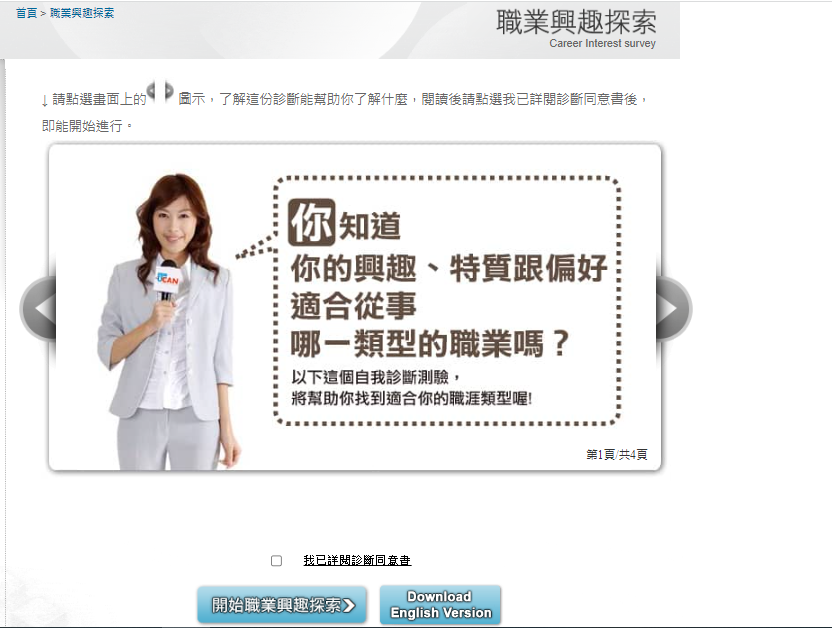 首頁 > 職業興趣探索
職業興趣探索
Career Interest survey
↓ 請點選畫面上的 圖示，了解這份診斷能幫助你了解什麼，閱讀後請點選我已詳閱診斷同意書後，
即能開始進行。
你知道
你的興趣、特質跟偏好
適合從事
哪一類型的職業嗎？
以下這個自我診斷測驗，
將幫助你找到適合你的職涯類型喔!
UCAN
第1頁/共4頁
我已詳閱診斷同意書
開始職業興趣探索
Download
English Version